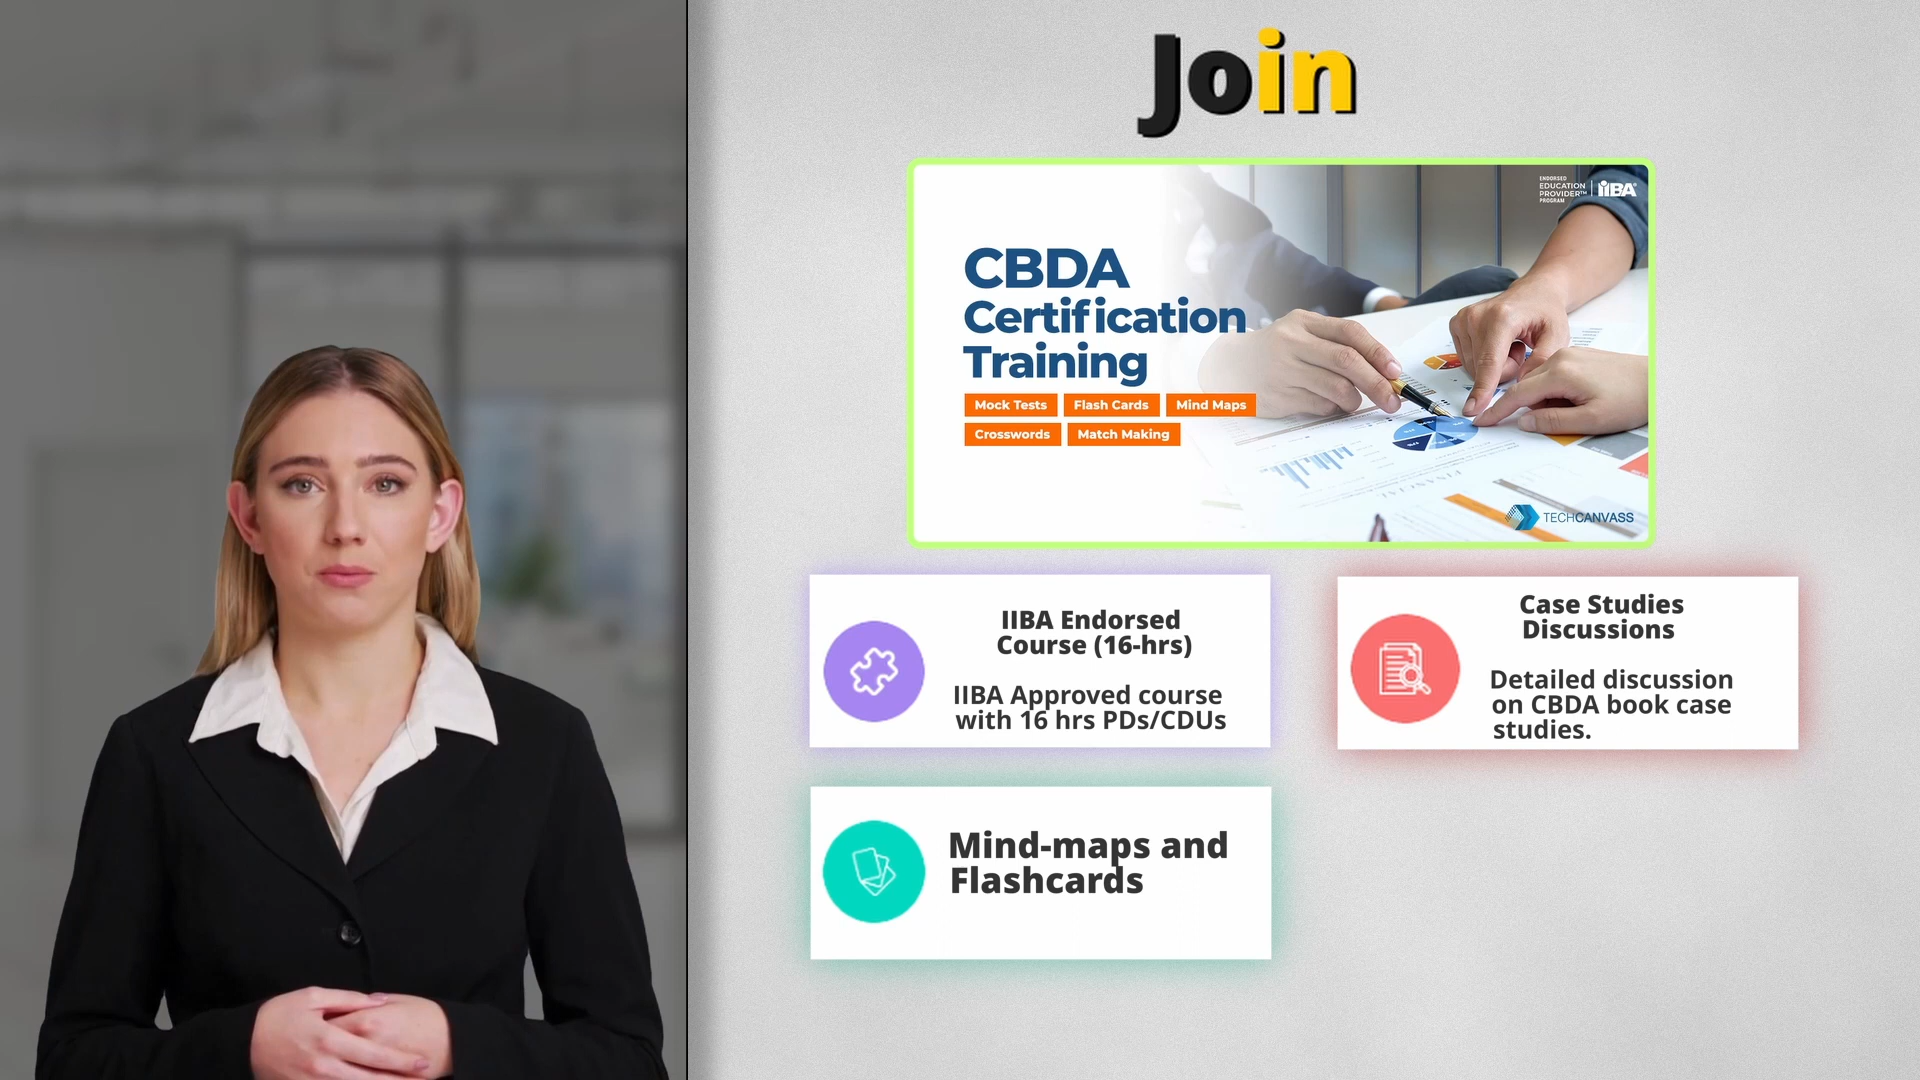 Join
ENDORSED
EDUCATION
PROVIDER™
PROGRAM
IIBA®
CBDA
Certification
Training
Mock Tests Flash Cards Mind Maps
Crosswords Match Making
FINANCIAL
TECHCANVASS
IIBA Endorsed
Course (16-hrs)
IIBA Approved course
with 16 hrs PDs/CDUs
Case Studies
Discussions
Detailed discussion
on CBDA book case
studies.
Mind-maps and
Flashcards